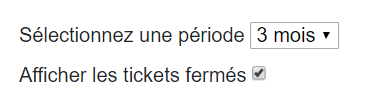 Sélectionnez une période 3 mois
Afficher les tickets fermés